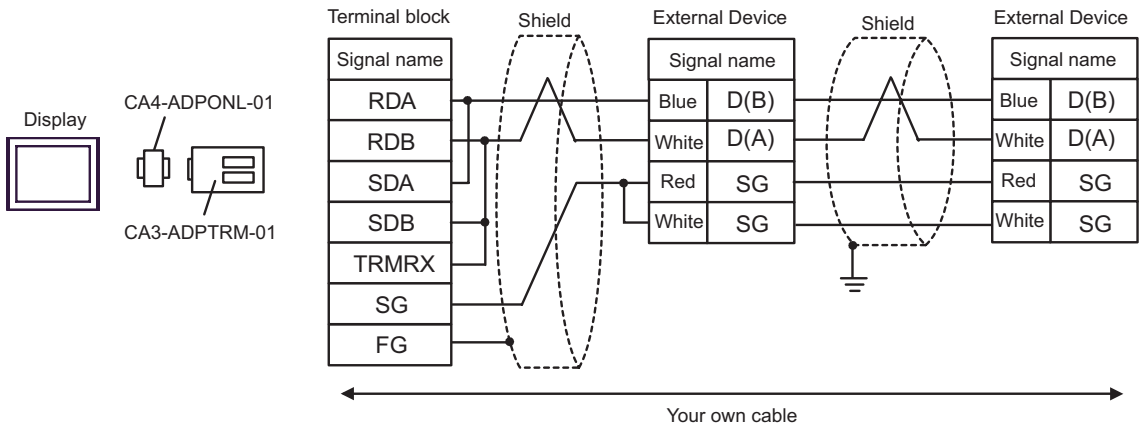 Display
CA4-ADPONL-01
CA3-ADPTRM-01
Terminal block
Signal name
RDA
RDB
SDA
SDB
TRMRX
SG
FG
Shield
External Device
Signal name
Blue D(B)
White D(A)
Red SG
White SG
Shield
External Device
Signal name
Blue D(B)
White D(A)
Red SG
White SG
Your own cable